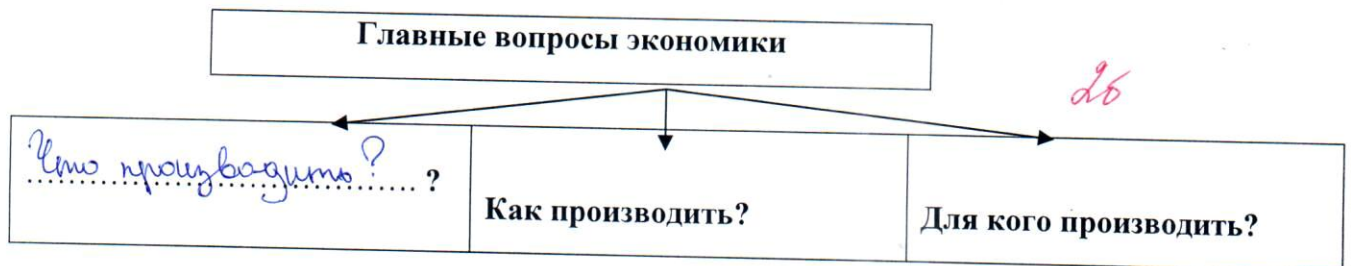 Главные вопросы экономики
2б
Что производить? ?
Как производить?
Для кого производить?